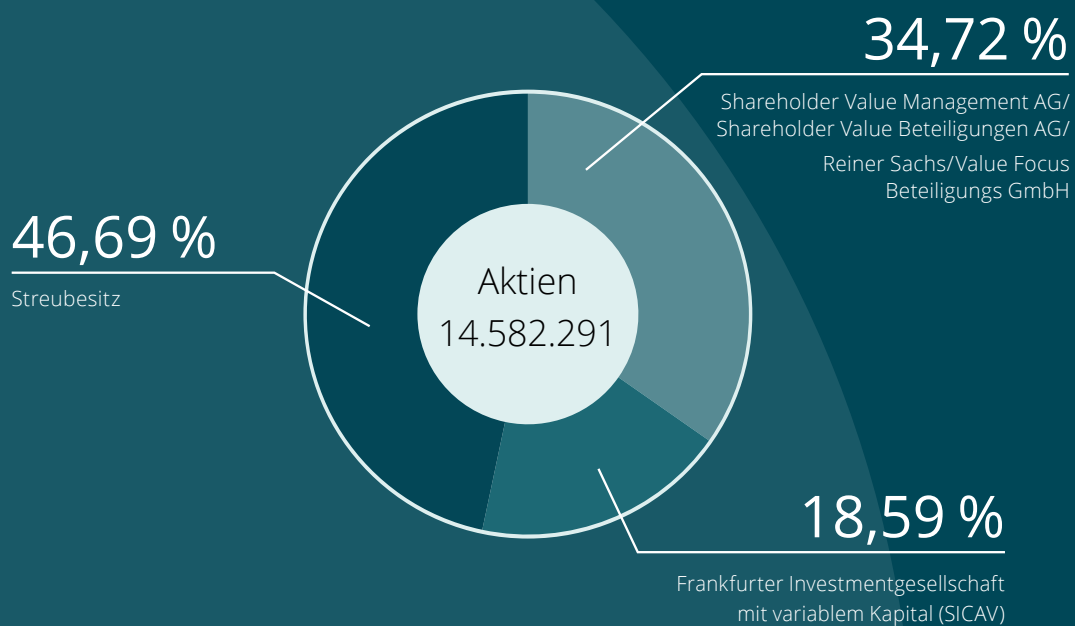 34,72 %
Shareholder Value Management AG/
Shareholder Value Beteiligungen AG/
Reiner Sachs/Value Focus
Beteiligungs GmbH
46,69 %
Streubesitz
Aktien
14.582.291
18,59 %
Frankfurter Investmentgesellschaft
mit variablem Kapital (SICAV)